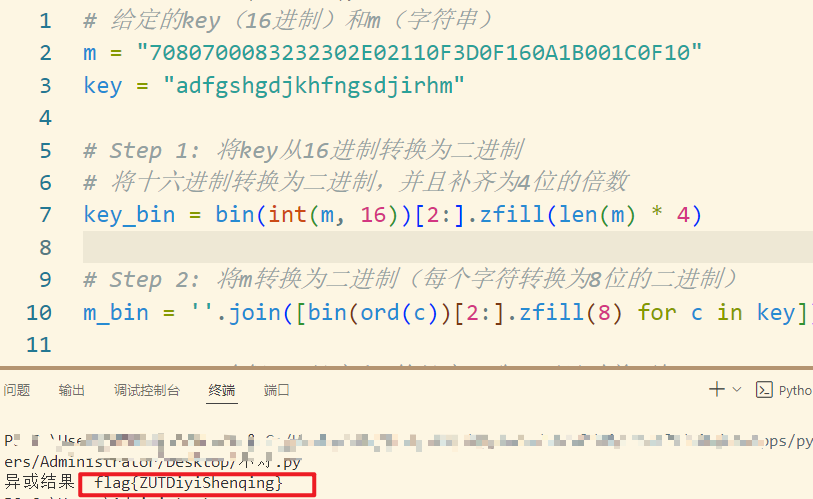 1 # 给定的key（16进制）和m（字符串）
2 m = "7080700083232302E02110F3D0F160A1B001C0F10"
3 key = "adfgshgdjkhfngsdjirhm"
4
5 # Step 1: 将key从16进制转换为二进制
6 # 将十六进制转换为二进制，并且补齐为4位的倍数
7 key_bin = bin(int(m, 16))[2:].zfill(len(m) * 4)
8
9 # Step 2: 将m转换为二进制（每个字符转换为8位的二进制）
10 m_bin = ''.join([bin(ord(c))[2:].zfill(8) for c in key])
11
问题 输出 调试控制台 终端 端口 Pytho
ers/Administrator/Desktop/不对.py
异或结果 flag{ZUTDiyiShenqing}